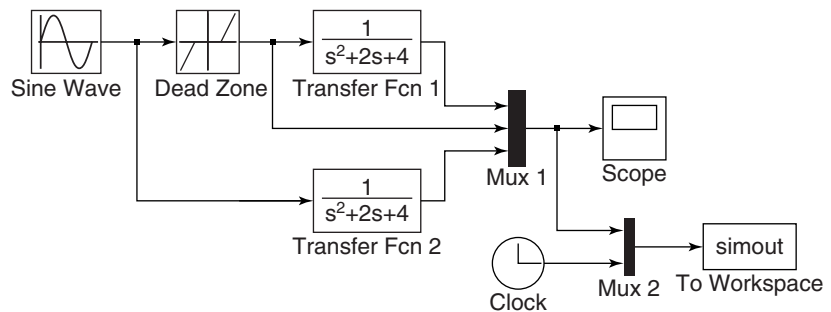 Sine Wave
Dead Zone
1
s²+2s+4
Transfer Fcn 1
Mux 1
Scope
1
s²+2s+4
Transfer Fcn 2
Clock
Mux 2
simout
To Workspace